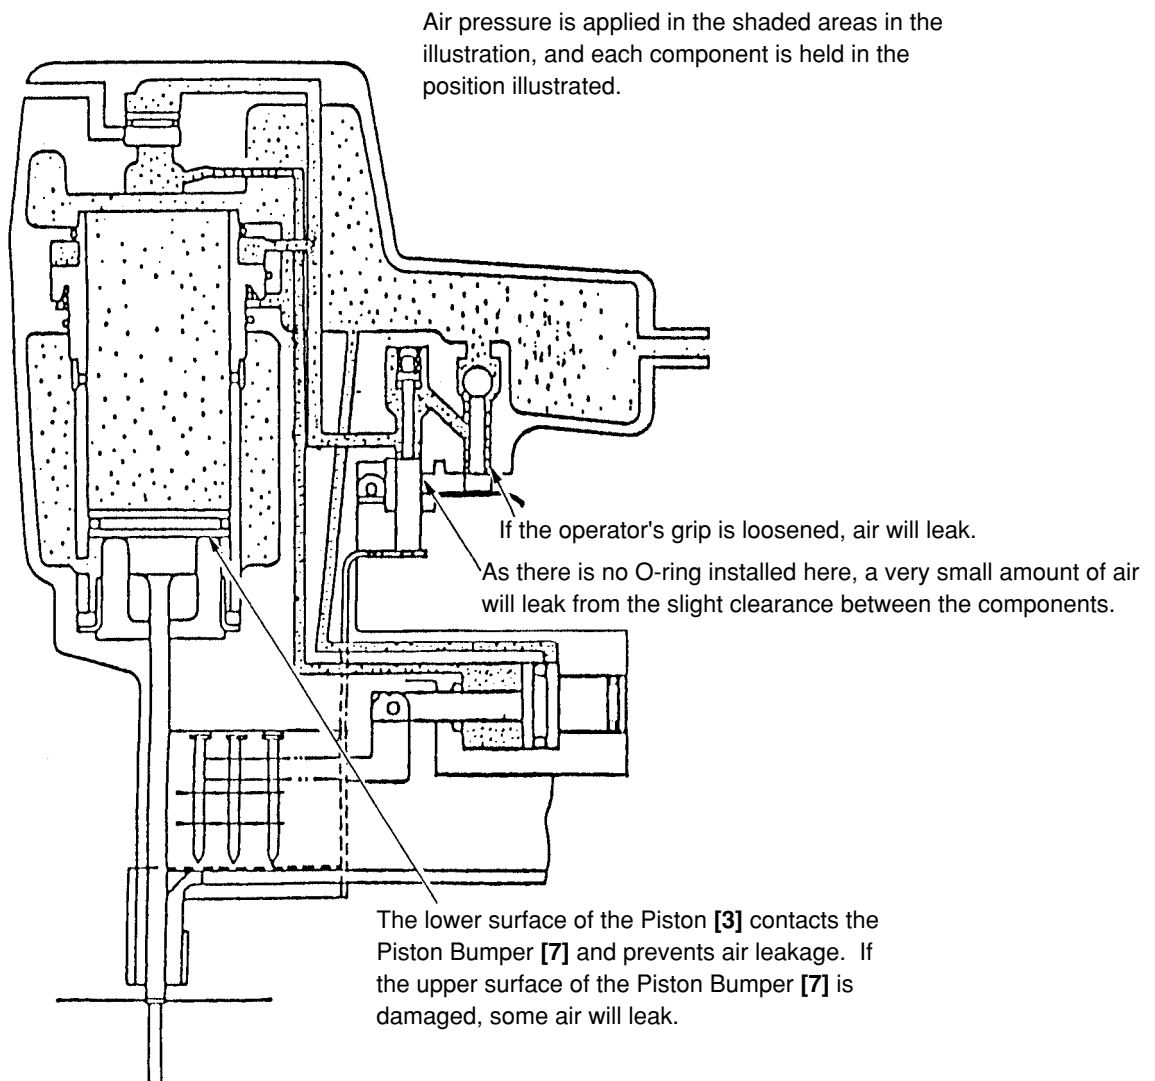 Air pressure is applied in the shaded areas in the
illustration, and each component is held in the
position illustrated.
If the operator's grip is loosened, air will leak.
As there is no O-ring installed here, a very small amount of air
will leak from the slight clearance between the components.
The lower surface of the Piston [3] contacts the
Piston Bumper [7] and prevents air leakage.  If
the upper surface of the Piston Bumper [7] is
damaged, some air will leak.